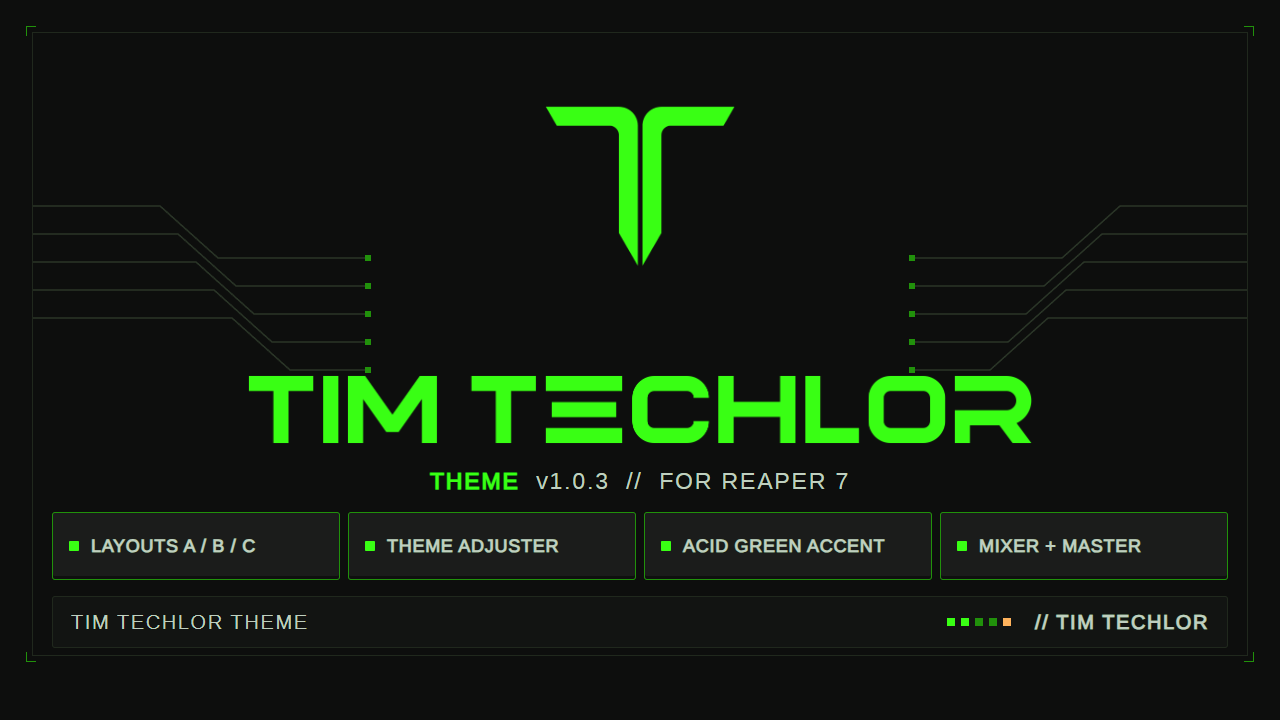 TIM TECHLOR
THEME v1.0.3 // FOR REAPER 7
LAYOUTS A / B / C
THEME ADJUSTER
ACID GREEN ACCENT
MIXER + MASTER
TIM TECHLOR THEME
// TIM TECHLOR